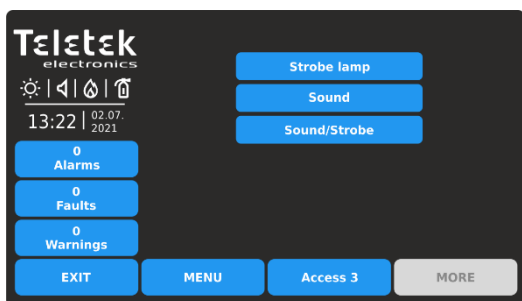 Teletek
electronics
13:22
02.07.
2021
0
Alarms
0
Faults
0
Warnings
Strobe lamp
Sound
Sound/Strobe
EXIT
MENU
Access 3
MORE